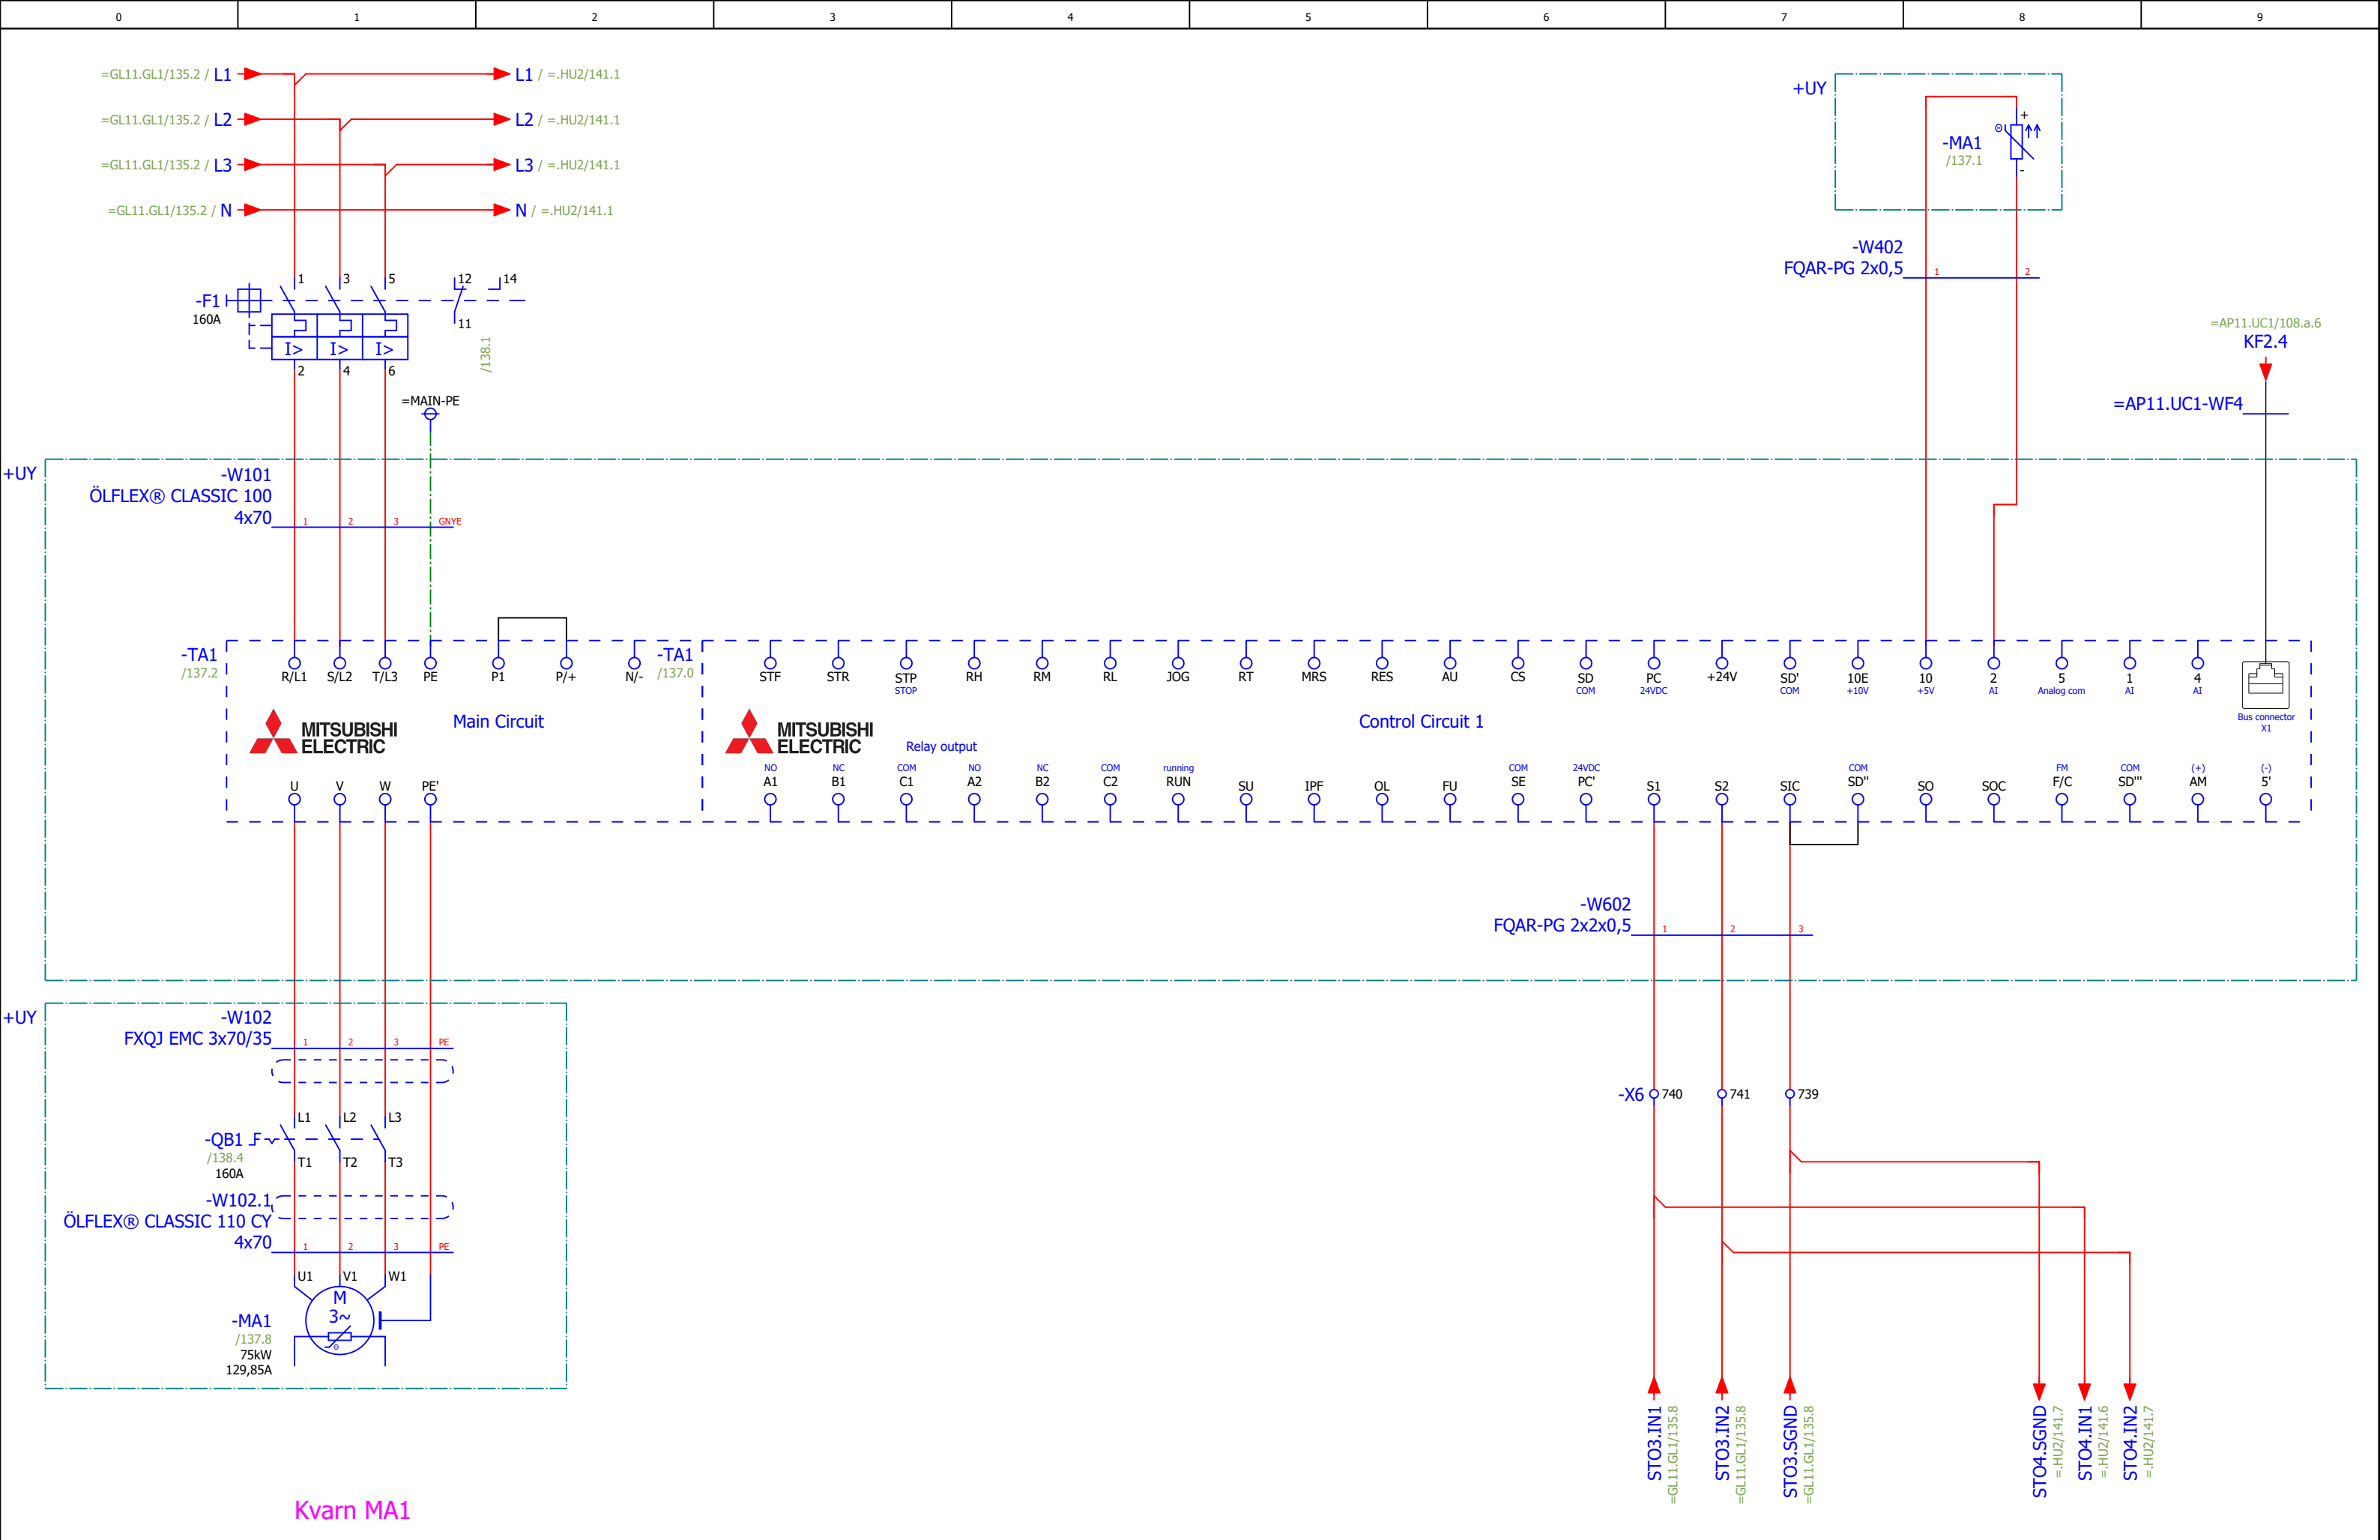 0 1 2 3 4 5 6 7 8 9
=GL11.GL1/135.2 / L1
L1 / =.HU2/141.1
=GL11.GL1/135.2 / L2
L2 / =.HU2/141.1
=GL11.GL1/135.2 / L3
L3 / =.HU2/141.1
=GL11.GL1/135.2 / N
N / =.HU2/141.1
+UY
-MA1
/137.1
Θ
+
-
-W402
FQAR-PG 2x0,5
1 2
-F1
160A
1 3 5 12 14
11
I> I> I>
2 4 6
/138.1
=MAIN-PE
=AP11.UC1/108.a.6
KF2.4
=AP11.UC1-WF4
+UY
-W101
ÖLFLEX® CLASSIC 100
4x70
1 2 3 GNYE
-TA1
/137.2
R/L1 S/L2 T/L3 PE P1 P/+ N/-
MITSUBISHI
ELECTRIC
Main Circuit
U V W PE'
-TA1
/137.0
STF STR STP RH RM RL JOG RT MRS RES AU CS SD PC +24V SD' 10E 10 2 5 1 4
STOP COM 24VDC COM +10V +5V AI Analog com AI AI
Bus connector
X1
MITSUBISHI
ELECTRIC
Control Circuit 1
Relay output
NO NC COM NO NC COM running COM 24VDC COM FM COM (+) (-)
A1 B1 C1 A2 B2 C2 RUN SU IPF OL FU SE PC' S1 S2 SIC SD" SO SOC F/C SD"' AM 5'
-W602
FQAR-PG 2x2x0,5
1 2 3
+UY
-W102
FXQJ EMC 3x70/35
1 2 3 PE
L1 L2 L3
-QB1
/138.4
160A
T1 T2 T3
-W102.1
ÖLFLEX® CLASSIC 110 CY
4x70
1 2 3 PE
U1 V1 W1
M
3~
Θ
-MA1
/137.8
75kW
129,85A
-X6 740 741 739
STO3.IN1
=GL11.GL1/135.8
STO3.IN2
=GL11.GL1/135.8
STO3.SGND
=GL11.GL1/135.8
STO4.SGND
=.HU2/141.7
STO4.IN1
=.HU2/141.6
STO4.IN2
=.HU2/141.7
Kvarn MA1